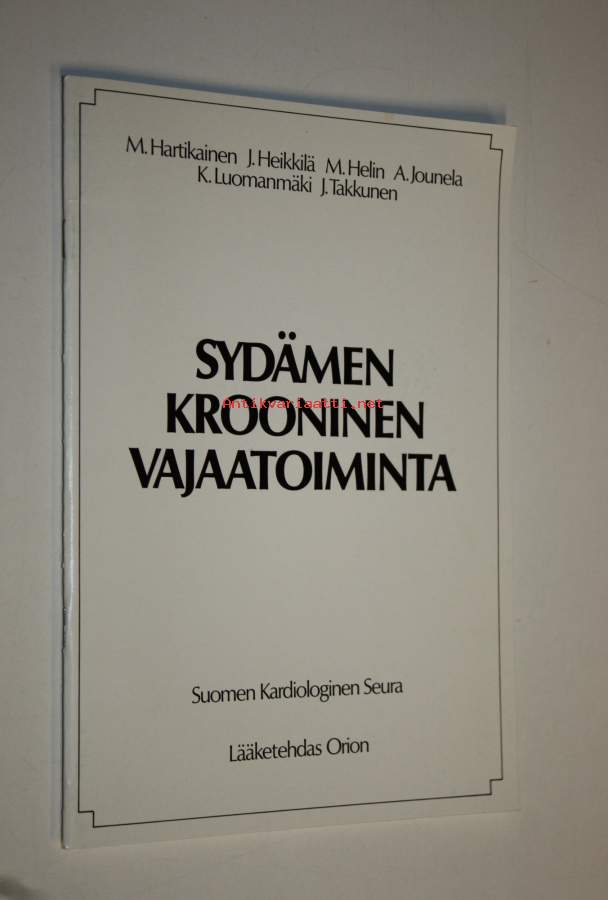 M. Hartikainen J. Heikkilä M. Helin A. Jounela
K. Luomanmäki J. Takkunen
SYDÄMEN
Antikvariaatti.net
KROONINEN
VAJAATOIMINTA
Suomen Kardiologinen Seura
Lääketehdas Orion